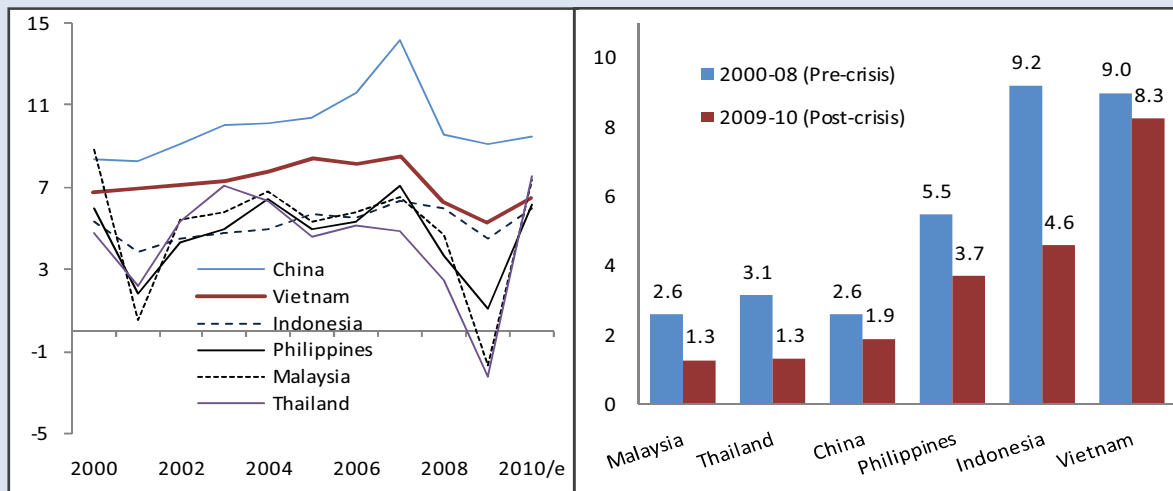 15
11
7
3
-1
-5
China
Vietnam
Indonesia
Philippines
Malaysia
Thailand
2000 2002 2004 2006 2008 2010/e
10
8
6
4
2
0
2000-08 (Pre-crisis)
2009-10 (Post-crisis)
2.6 1.3 3.1 1.3 2.6 1.9 5.5 3.7 9.2 4.6 9.0 8.3
Malaysia Thailand China Philippines Indonesia Vietnam